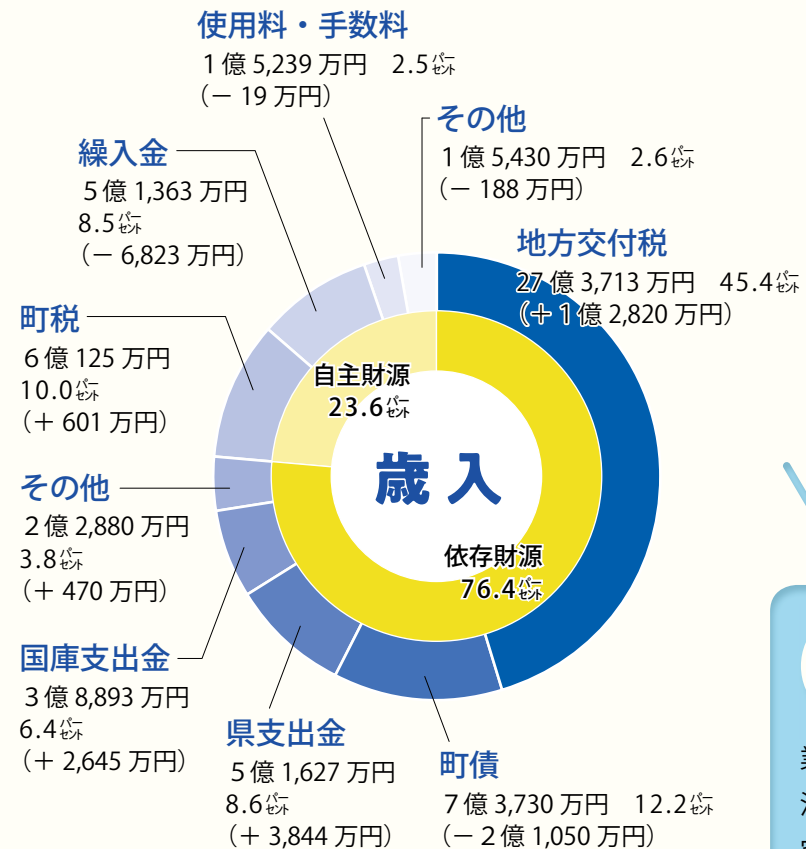 使用料・手数料
1億5,239万円 2.5㌫
(－19万円)
その他
1億5,430万円 2.6㌫
(－188万円)
繰入金
5億1,363万円
8.5㌫
(－6,823万円)
地方交付税
27億3,713万円 45.4㌫
(＋1億2,820万円)
町税
6億125万円
10.0㌫
(＋601万円)
自主財源
23.6㌫
歳入
その他
2億2,880万円
3.8㌫
(＋470万円)
依存財源
76.4㌫
国庫支出金
3億8,893万円
6.4㌫
(＋2,645万円)
県支出金
5億1,627万円
8.6㌫
(＋3,844万円)
町債
7億3,730万円 12.2㌫
(－2億1,050万円)